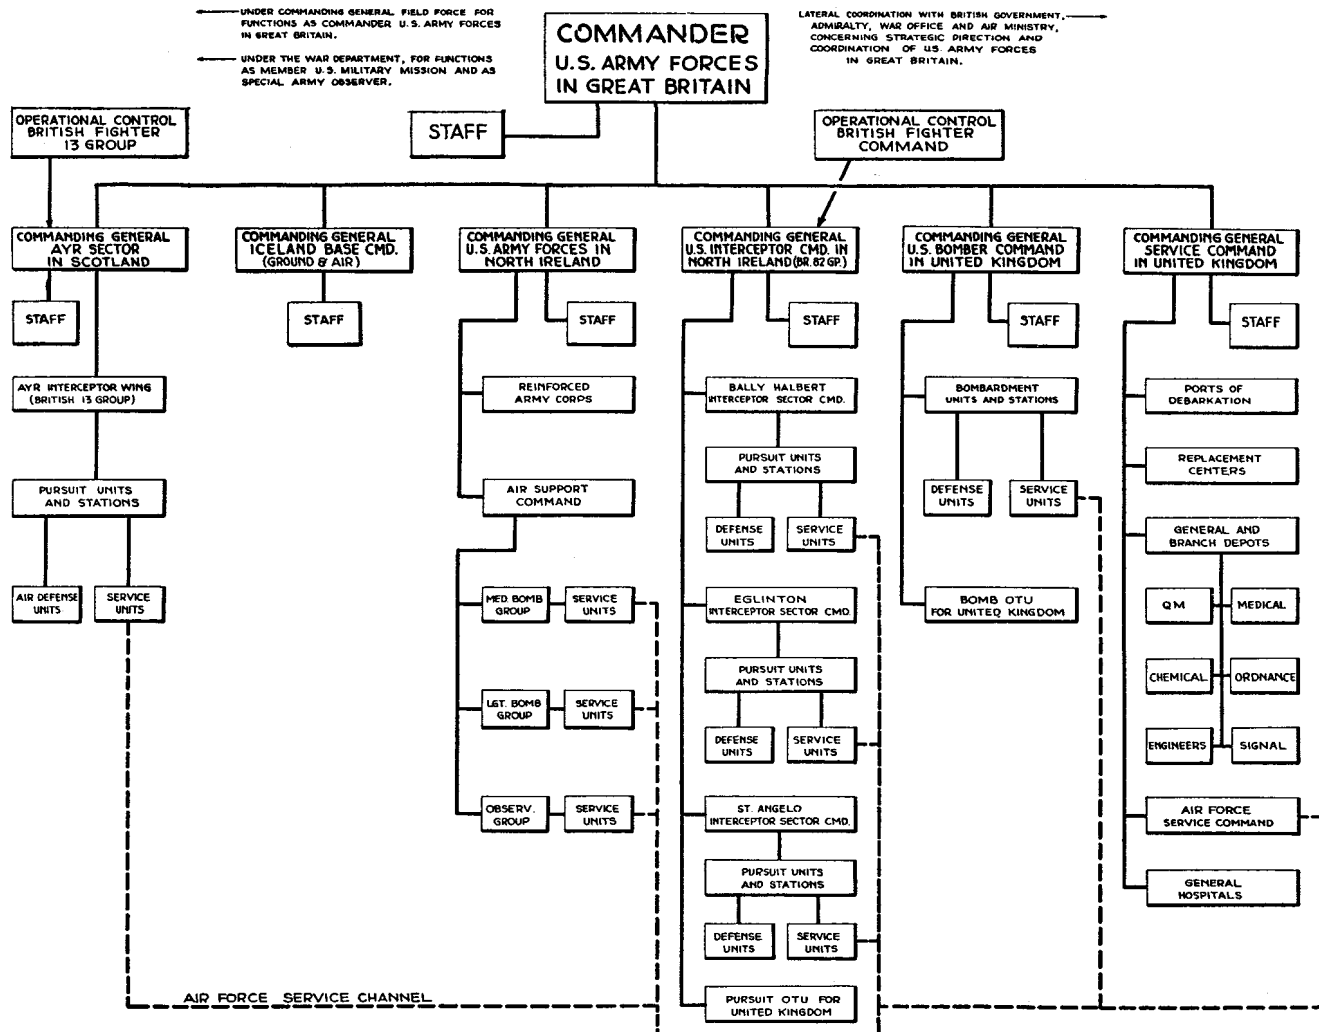 UNDER COMMANDING GENERAL FIELD FORCE FOR
FUNCTIONS AS COMMANDER U.S. ARMY FORCES
IN GREAT BRITAIN.
UNDER THE WAR DEPARTMENT, FOR FUNCTIONS
AS MEMBER U.S. MILITARY MISSION AND AS
SPECIAL ARMY OBSERVER.
COMMANDER
U.S. ARMY FORCES
IN GREAT BRITAIN
LATERAL COORDINATION WITH BRITISH GOVERNMENT,
ADMIRALTY, WAR OFFICE AND AIR MINISTRY,
CONCERNING STRATEGIC DIRECTION AND
COORDINATION OF U.S. ARMY FORCES
IN GREAT BRITAIN.
OPERATIONAL CONTROL
BRITISH FIGHTER
13 GROUP
STAFF
OPERATIONAL CONTROL
BRITISH FIGHTER
COMMAND
COMMANDING GENERAL
AYR SECTOR
IN SCOTLAND
COMMANDING GENERAL
ICELAND BASE CMD.
(GROUND & AIR)
COMMANDING GENERAL
U.S. ARMY FORCES IN
NORTH IRELAND
COMMANDING GENERAL
U.S. INTERCEPTOR CMD. IN
NORTH IRELAND (BR. 82 GP.)
COMMANDING GENERAL
U.S. BOMBER COMMAND
IN UNITED KINGDOM
COMMANDING GENERAL
SERVICE COMMAND
IN UNITED KINGDOM
STAFF
STAFF
STAFF
STAFF
STAFF
STAFF
AYR INTERCEPTOR WING
(BRITISH 13 GROUP)
PURSUIT UNITS
AND STATIONS
AIR DEFENSE
UNITS
SERVICE
UNITS
REINFORCED
ARMY CORPS
AIR SUPPORT
COMMAND
MED. BOMB
GROUP
SERVICE
UNITS
LGT. BOMB
GROUP
SERVICE
UNITS
OBSERV.
GROUP
SERVICE
UNITS
BALLY HALBERT
INTERCEPTOR SECTOR CMD.
PURSUIT UNITS
AND STATIONS
DEFENSE
UNITS
SERVICE
UNITS
EGLINTON
INTERCEPTOR SECTOR CMD.
PURSUIT UNITS
AND STATIONS
DEFENSE
UNITS
SERVICE
UNITS
ST. ANGELO
INTERCEPTOR SECTOR CMD.
PURSUIT UNITS
AND STATIONS
DEFENSE
UNITS
SERVICE
UNITS
PURSUIT OTU FOR
UNITED KINGDOM
BOMBARDMENT
UNITS AND STATIONS
DEFENSE
UNITS
SERVICE
UNITS
BOMB OTU
FOR UNITED KINGDOM
PORTS OF
DEBARKATION
REPLACEMENT
CENTERS
GENERAL AND
BRANCH DEPOTS
QM
MEDICAL
CHEMICAL
ORDNANCE
ENGINEERS
SIGNAL
AIR FORCE
SERVICE COMMAND
GENERAL
HOSPITALS
AIR FORCE SERVICE CHANNEL